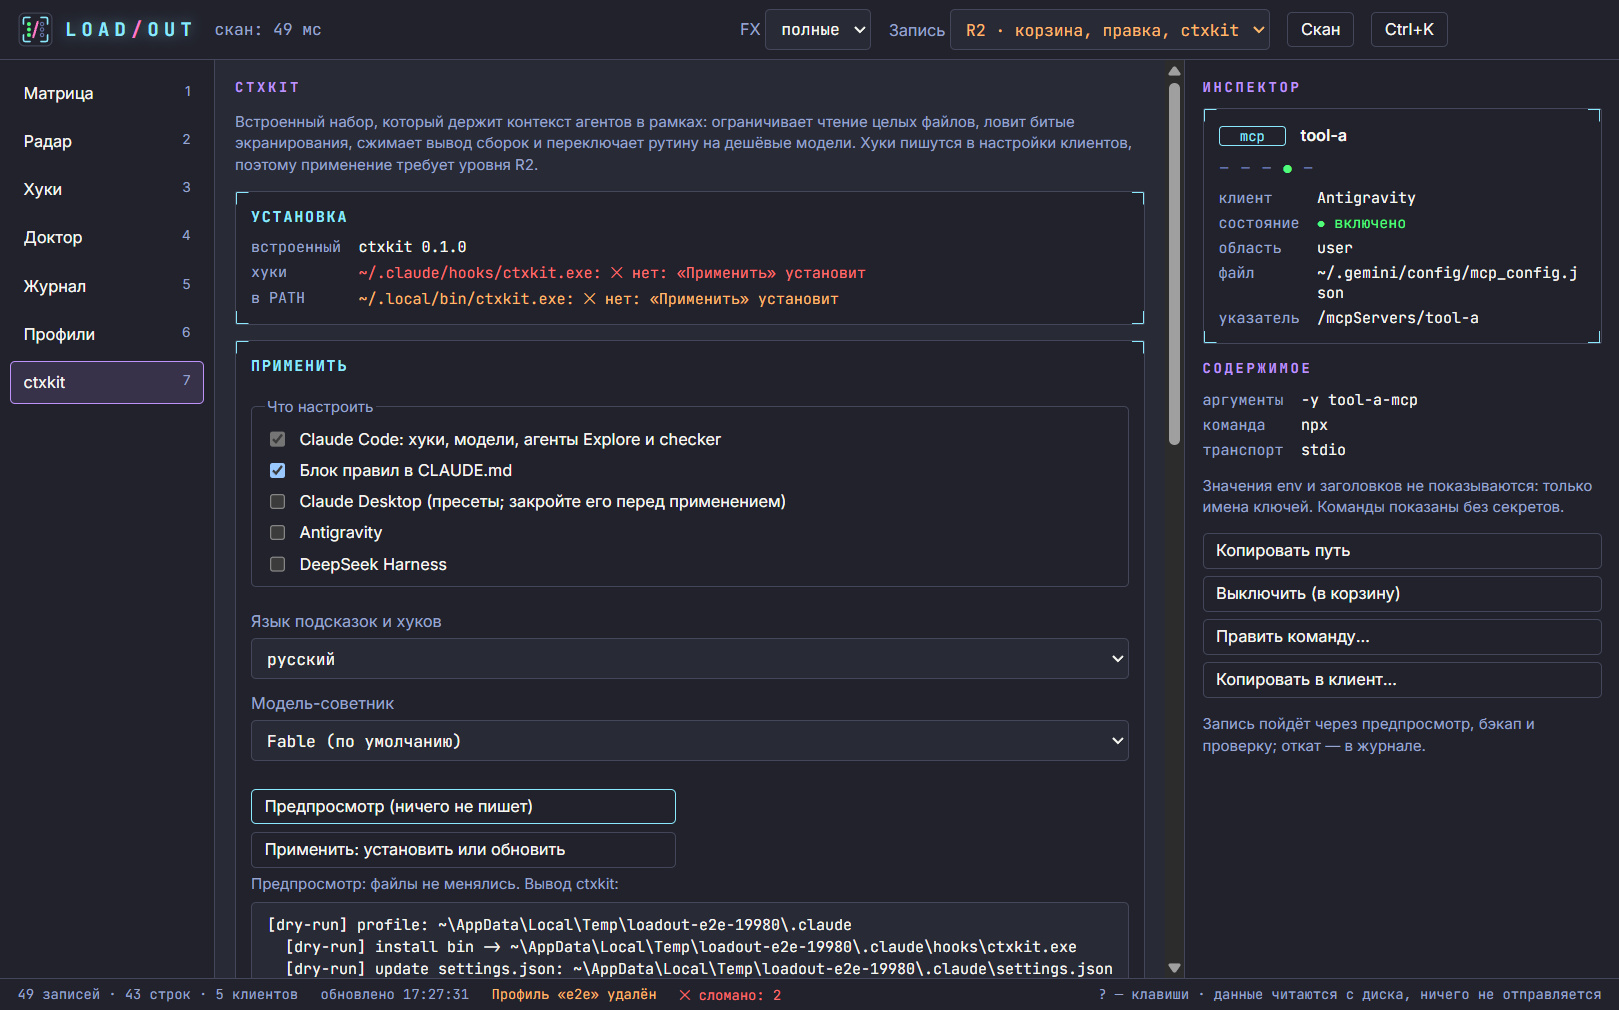 LOAD/OUT скан: 49 мс FX полные Запись R2 · корзина, правка, ctxkit Скан Ctrl+K
Матрица 1
Радар 2
Хуки 3
Доктор 4
Журнал 5
Профили 6
ctxkit 7
CTXKIT
Встроенный набор, который держит контекст агентов в рамках: ограничивает чтение целых файлов, ловит битые
экранирования, сжимает вывод сборок и переключает рутину на дешёвые модели. Хуки пишутся в настройки клиентов,
поэтому применение требует уровня R2.
УСТАНОВКА
встроенный ctxkit 0.1.0
хуки ~/.claude/hooks/ctxkit.exe: ✕ нет: «Применить» установит
в PATH ~/.local/bin/ctxkit.exe: ✕ нет: «Применить» установит
ПРИМЕНИТЬ
Что настроить
Claude Code: хуки, модели, агенты Explore и checker
Блок правил в CLAUDE.md
Claude Desktop (пресеты; закройте его перед применением)
Antigravity
DeepSeek Harness
Язык подсказок и хуков
русский
Модель-советник
Fable (по умолчанию)
Предпросмотр (ничего не пишет)
Применить: установить или обновить
Предпросмотр: файлы не менялись. Вывод ctxkit:
[dry-run] profile: ~\AppData\Local\Temp\loadout-e2e-19980\.claude
[dry-run] install bin → ~\AppData\Local\Temp\loadout-e2e-19980\.claude\hooks\ctxkit.exe
[dry-run] update settings.json: ~\AppData\Local\Temp\loadout-e2e-19980\.claude\settings.json
ИНСПЕКТОР
mcp tool-a
— — — ● —
клиент Antigravity
состояние ● включено
область user
файл ~/.gemini/config/mcp_config.j
son
указатель /mcpServers/tool-a
СОДЕРЖИМОЕ
аргументы -y tool-a-mcp
команда npx
транспорт stdio
Значения env и заголовков не показываются: только
имена ключей. Команды показаны без секретов.
Копировать путь
Выключить (в корзину)
Править команду...
Копировать в клиент...
Запись пойдёт через предпросмотр, бэкап и
проверку; откат — в журнале.
49 записей · 43 строк · 5 клиентов обновлено 17:27:31 Профиль «e2e» удалён ✕ сломано: 2 ? — клавиши · данные читаются с диска, ничего не отправляется